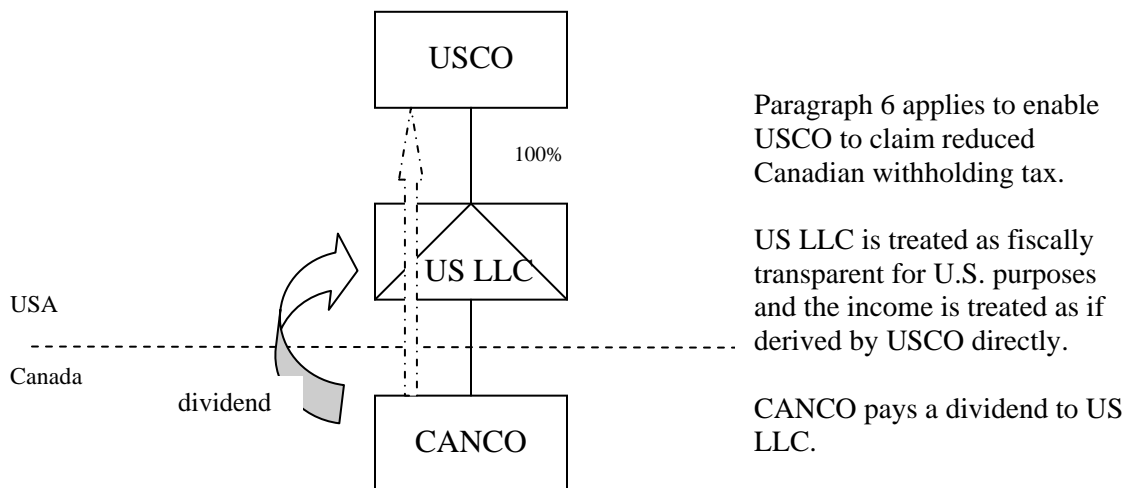 USCO
100%
US LLC
USA
Canada
dividend
CANCO
Paragraph 6 applies to enable
USCO to claim reduced
Canadian withholding tax.
US LLC is treated as fiscally
transparent for U.S. purposes
and the income is treated as if
derived by USCO directly.
CANCO pays a dividend to US
LLC.